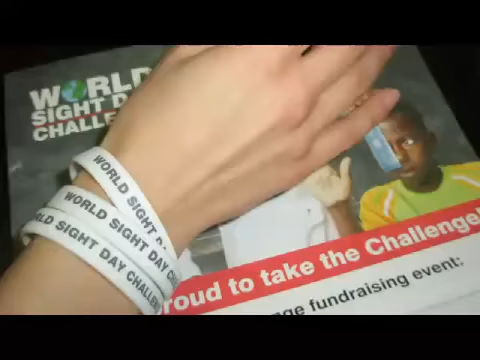 WORLD
SIGHT DA
CHALLE
WORLD SIGHT D
WORLD SIGHT DAY C
WORLD SIGHT DAY CHALLE
roud to take the Challenge!
ge fundraising event: